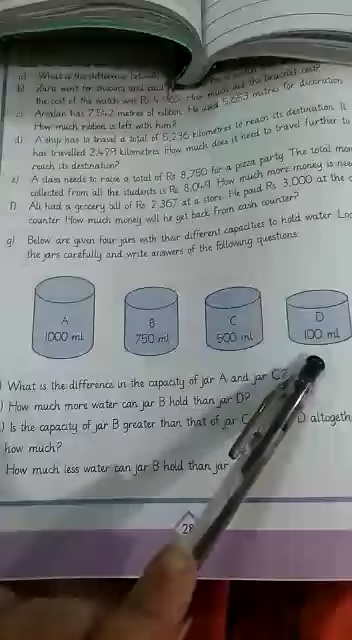 a) What is the difference between
b) Zara went for shopping and paid
the cost of the watch was Rs 4, How much did the bracelet cost?
c) Arsalan has 7,542 metres of ribbon. He used 5,663 metres for decoration.
How much ribbon is left with him?
d) A ship has to travel a total of 5,236 kilometres to reach its destination. It
has travelled 2,429 kilometres. How much does it need to travel further to
reach its destination?
e) A class needs to raise a total of Rs 8,750 for a pizza party. The total
collected from all the students is Rs 8,049. How much more money is
f) Ali had a grocery bill of Rs 2,367 at a store. He paid Rs 3,000 at the
counter. How much money will he get back from cash counter?
g) Below are given four jars with their different capacities to hold water.
the jars carefully and write answers of the following questions:
A B C D
1000 ml 750 ml 500 ml 100 ml
) What is the difference in the capacity of jar A and jar C?
) How much more water can jar B hold than jar D?
) Is the capacity of jar B greater than that of jar C D
how much?
How much less water can jar B hold than jar
28